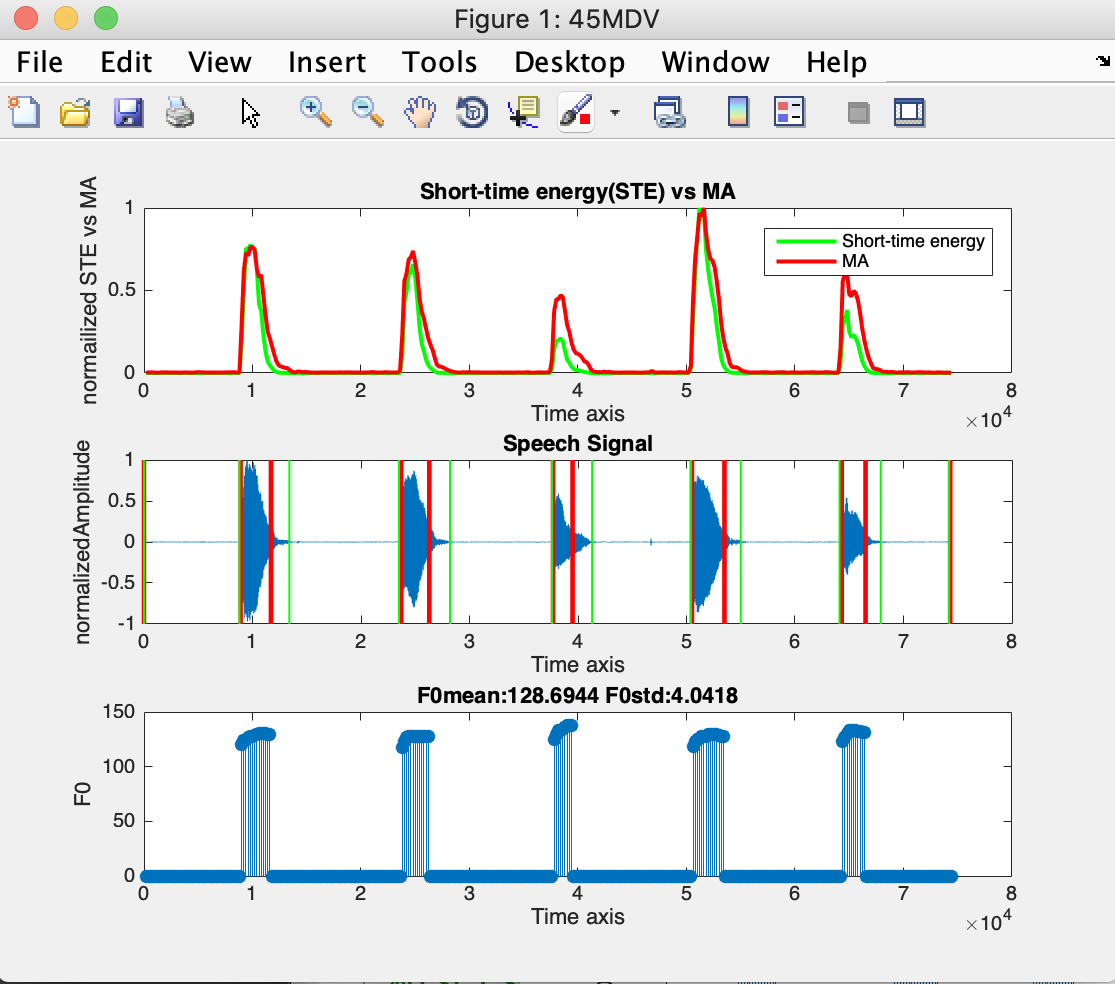 Figure 1: 45MDV
File Edit View Insert Tools Desktop Window Help
Short-time energy(STE) vs MA
normailized STE vs MA
1
0.5
0
Short-time energy
MA
0 1 2 3 4 5 6 7 8
Time axis
×10^4
Speech Signal
normalizedAmplitude
1
0.5
0
-0.5
-1
0 1 2 3 4 5 6 7 8
Time axis
F0mean:128.6944 F0std:4.0418
F0
150
100
50
0
0 1 2 3 4 5 6 7 8
Time axis
×10^4